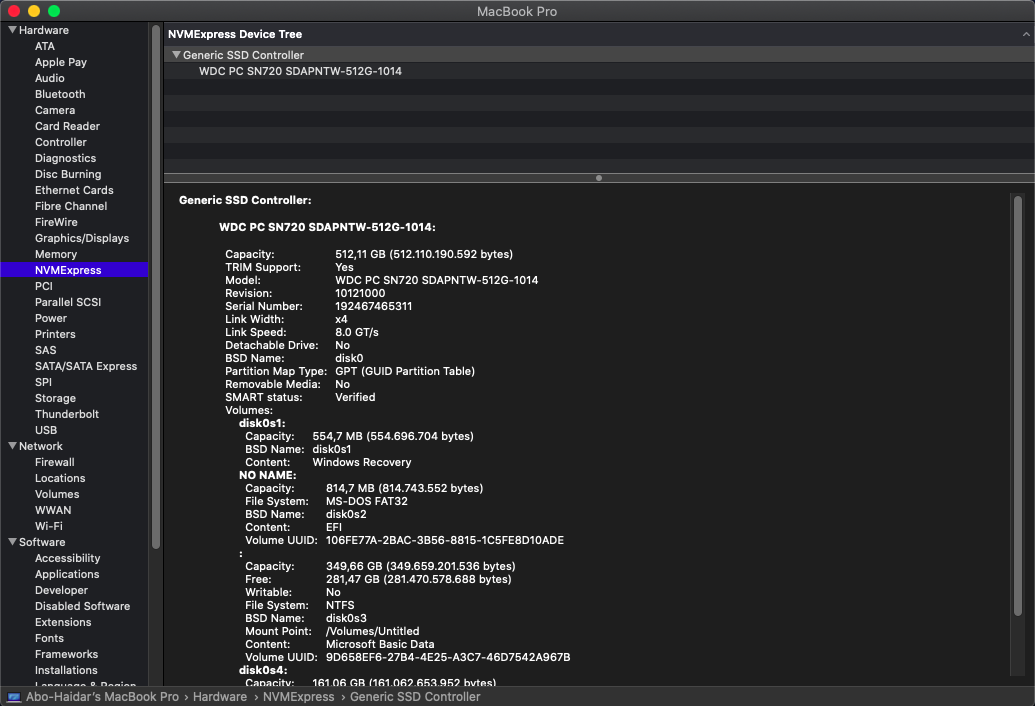 MacBook Pro
Hardware
ATA
Apple Pay
Audio
Bluetooth
Camera
Card Reader
Controller
Diagnostics
Disc Burning
Ethernet Cards
Fibre Channel
FireWire
Graphics/Displays
Memory
NVMExpress
PCI
Parallel SCSI
Power
Printers
SAS
SATA/SATA Express
SPI
Storage
Thunderbolt
USB
Network
Firewall
Locations
Volumes
WWAN
Wi-Fi
Software
Accessibility
Applications
Developer
Disabled Software
Extensions
Fonts
Frameworks
Installations
Language & Region
NVMExpress Device Tree
Generic SSD Controller
WDC PC SN720 SDAPNTW-512G-1014
Generic SSD Controller:
WDC PC SN720 SDAPNTW-512G-1014:
Capacity: 512,11 GB (512.110.190.592 bytes)
TRIM Support: Yes
Model: WDC PC SN720 SDAPNTW-512G-1014
Revision: 10121000
Serial Number: 192467465311
Link Width: x4
Link Speed: 8.0 GT/s
Detachable Drive: No
BSD Name: disk0
Partition Map Type: GPT (GUID Partition Table)
Removable Media: No
SMART status: Verified
Volumes:
disk0s1:
Capacity: 554,7 MB (554.696.704 bytes)
BSD Name: disk0s1
Content: Windows Recovery
NO NAME:
Capacity: 814,7 MB (814.743.552 bytes)
File System: MS-DOS FAT32
BSD Name: disk0s2
Content: EFI
Volume UUID: 106FE77A-2BAC-3B56-8815-1C5FE8D10ADE
:
Capacity: 349,66 GB (349.659.201.536 bytes)
Free: 281,47 GB (281.470.578.688 bytes)
Writable: No
File System: NTFS
BSD Name: disk0s3
Mount Point: /Volumes/Untitled
Content: Microsoft Basic Data
Volume UUID: 9D658EF6-27B4-4E25-A3C7-46D7542A967B
disk0s4:
Capacity: 161,06 GB (161.062.653.952 bytes)
Abo-Haidar's MacBook Pro › Hardware › NVMExpress › Generic SSD Controller